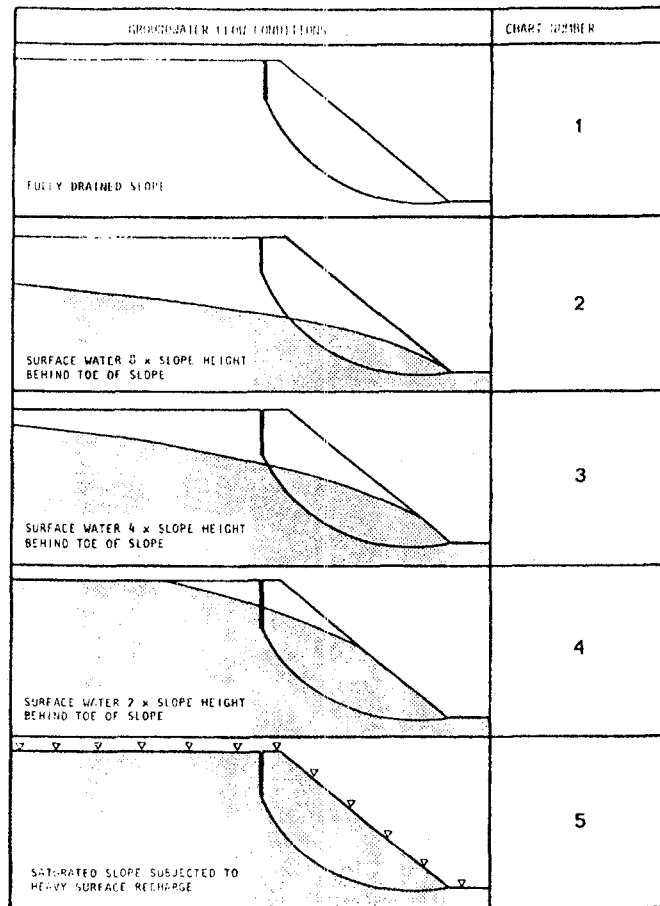 GROUNDWATER FLOW CONDITIONS
CHART NUMBER
FULLY DRAINED SLOPE
1
SURFACE WATER 8 x SLOPE HEIGHT
BEHIND TOE OF SLOPE
2
SURFACE WATER 4 x SLOPE HEIGHT
BEHIND TOE OF SLOPE
3
SURFACE WATER 2 x SLOPE HEIGHT
BEHIND TOE OF SLOPE
4
SATURATED SLOPE SUBJECTED TO
HEAVY SURFACE RECHARGE
5